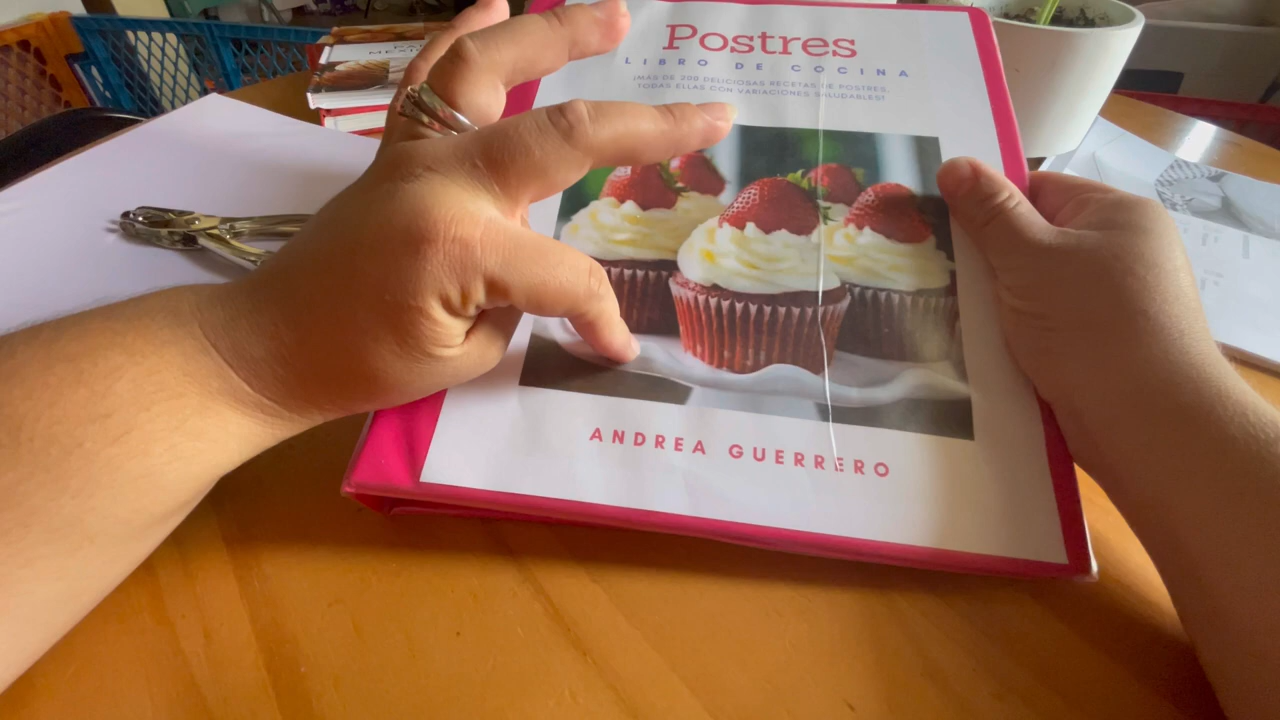 Postres
LIBRO DE COCINA
¡MÁS DE 200 DELICIOSAS RECETAS DE POSTRES,
TODAS ELLAS CON VARIACIONES SALUDABLES!
ANDREA GUERRERO